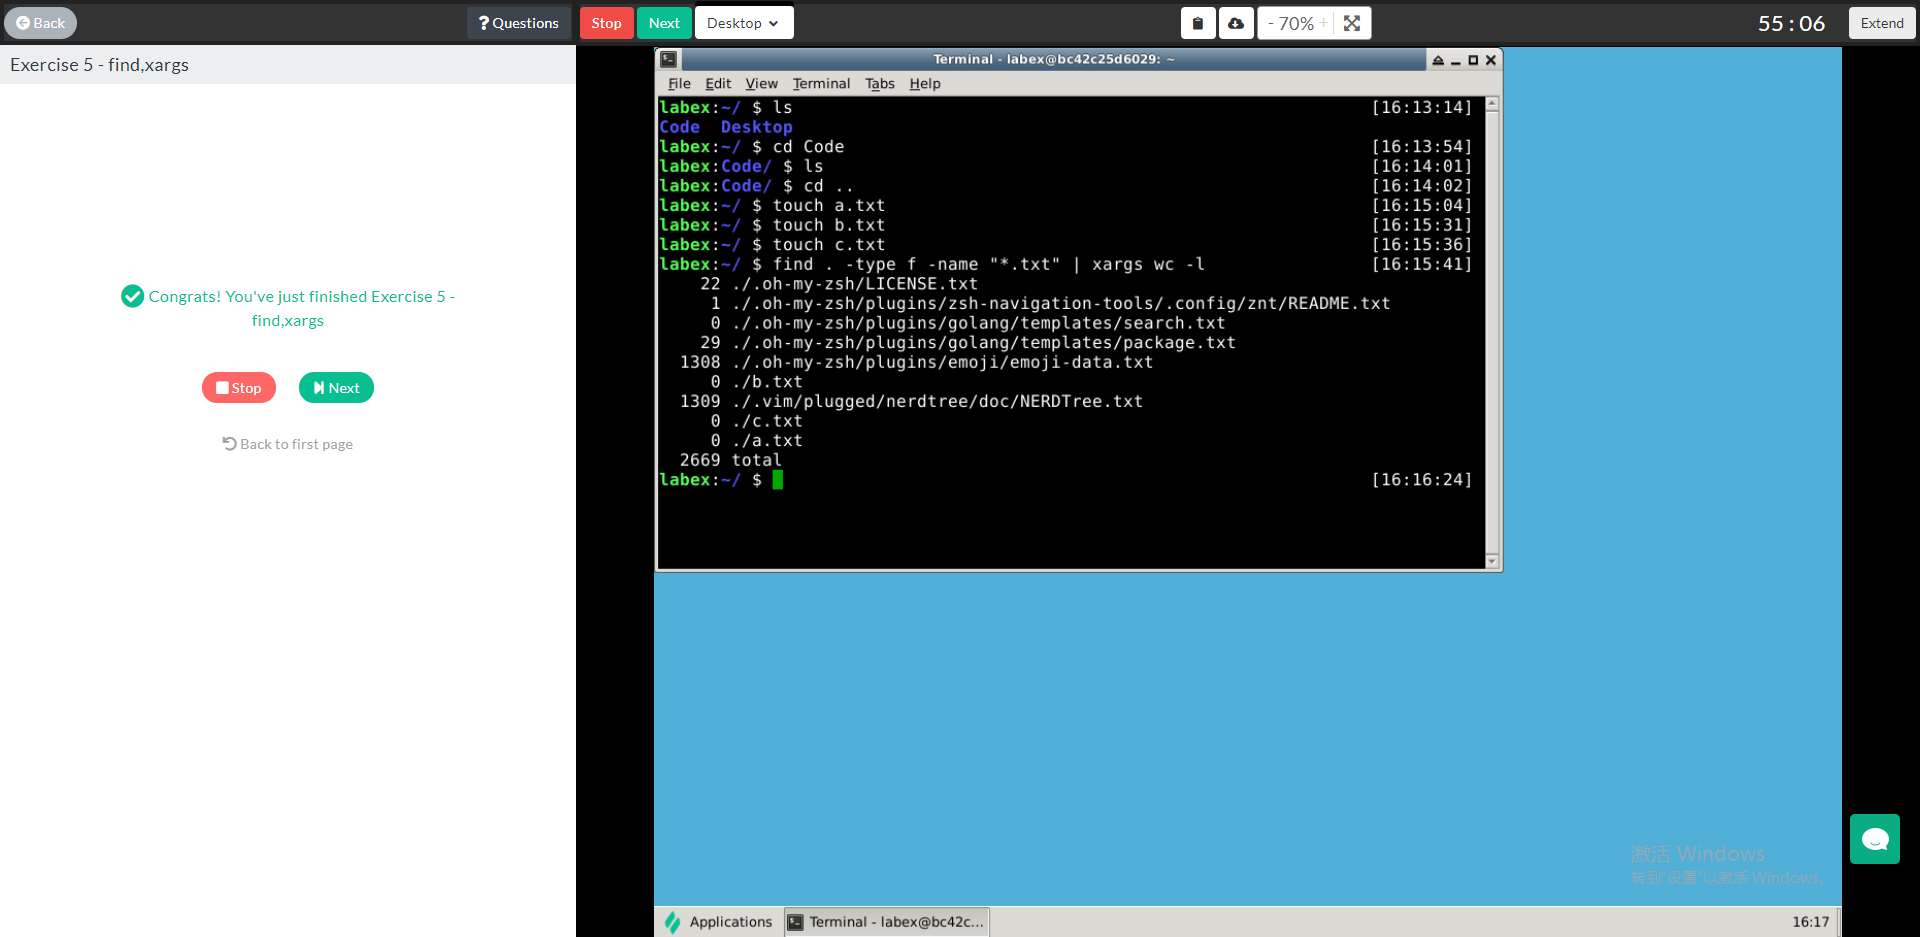 Back
? Questions
Stop
Next
Desktop
- 70% +
55 : 06
Extend
Exercise 5 - find,xargs
Congrats! You've just finished Exercise 5 -
find,xargs
Stop
Next
Back to first page
Terminal - labex@bc42c25d6029: ~
File Edit View Terminal Tabs Help
labex:~/ $ ls [16:13:14]
Code Desktop
labex:~/ $ cd Code [16:13:54]
labex:Code/ $ ls [16:14:01]
labex:Code/ $ cd .. [16:14:02]
labex:~/ $ touch a.txt [16:15:04]
labex:~/ $ touch b.txt [16:15:31]
labex:~/ $ touch c.txt [16:15:36]
labex:~/ $ find . -type f -name "*.txt" | xargs wc -l [16:15:41]
22 ./.oh-my-zsh/LICENSE.txt
1 ./.oh-my-zsh/plugins/zsh-navigation-tools/.config/znt/README.txt
0 ./.oh-my-zsh/plugins/golang/templates/search.txt
29 ./.oh-my-zsh/plugins/golang/templates/package.txt
1308 ./.oh-my-zsh/plugins/emoji/emoji-data.txt
0 ./b.txt
1309 ./.vim/plugged/nerdtree/doc/NERDTree.txt
0 ./c.txt
0 ./a.txt
2669 total
labex:~/ $ [16:16:24]
激活 Windows
转到"设置"以激活 Windows。
Applications
Terminal - labex@bc42c...
16:17